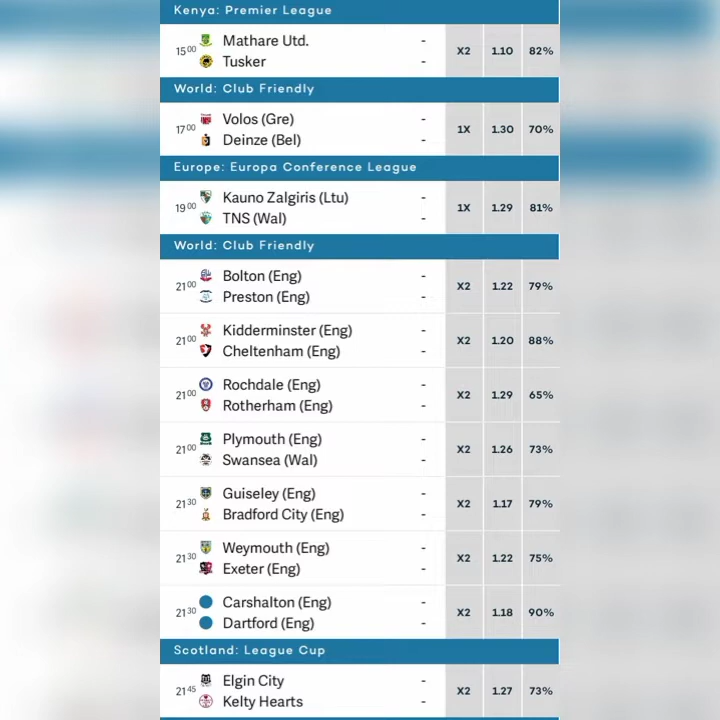 Kenya: Premier League
15 00 Mathare Utd. - X2 1.10 82%
Tusker -
World: Club Friendly
17 00 Volos (Gre) - 1X 1.30 70%
Deinze (Bel) -
Europe: Europa Conference League
19 00 Kauno Zalgiris (Ltu) - 1X 1.29 81%
TNS (Wal) -
World: Club Friendly
21 00 Bolton (Eng) - X2 1.22 79%
Preston (Eng) -
21 00 Kidderminster (Eng) - X2 1.20 88%
Cheltenham (Eng) -
21 00 Rochdale (Eng) - X2 1.29 65%
Rotherham (Eng) -
21 00 Plymouth (Eng) - X2 1.26 73%
Swansea (Wal) -
21 30 Guiseley (Eng) - X2 1.17 79%
Bradford City (Eng) -
21 30 Weymouth (Eng) - X2 1.22 75%
Exeter (Eng) -
21 30 Carshalton (Eng) - X2 1.18 90%
Dartford (Eng) -
Scotland: League Cup
21 45 Elgin City - X2 1.27 73%
Kelty Hearts -